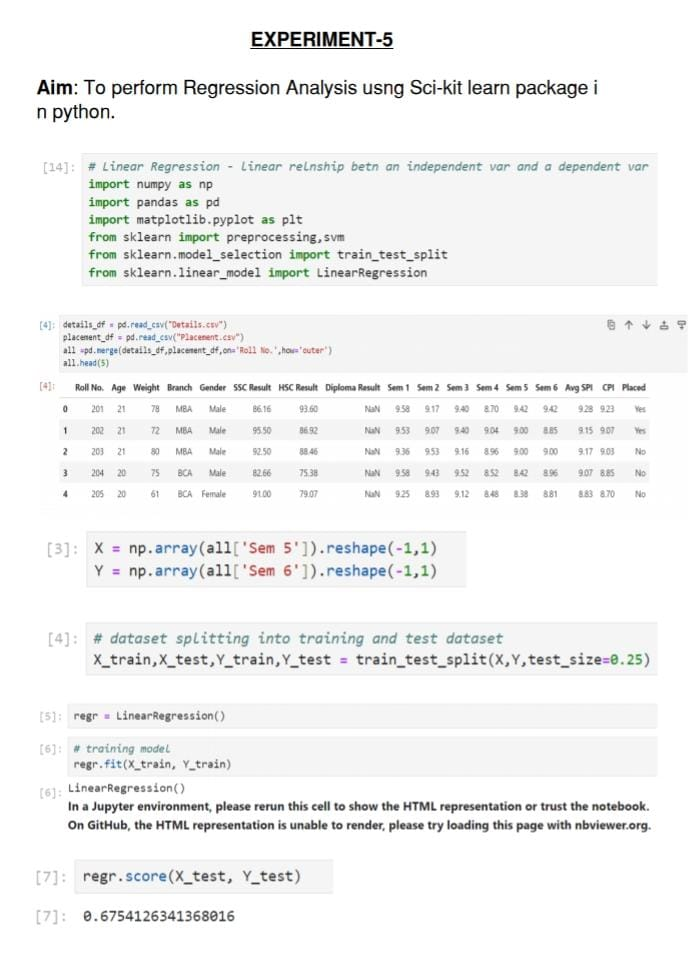 EXPERIMENT-5
Aim: To perform Regression Analysis usng Sci-kit learn package i
n python.
[14]: # Linear Regression - Linear relnship betn an independent var and a dependent var
import numpy as np
import pandas as pd
import matplotlib.pyplot as plt
from sklearn import preprocessing,svm
from sklearn.model_selection import train_test_split
from sklearn.linear_model import LinearRegression
[4]: details_df = pd.read_csv("Details.csv")
placement_df = pd.read_csv("Placement.csv")
all =pd.merge(details_df,placement_df,on='Roll No.',how='outer')
all.head(5)
[4]: Roll No. Age Weight Branch Gender SSC Result HSC Result Diploma Result Sem 1 Sem 2 Sem 3 Sem 4 Sem 5 Sem 6 Avg SPI CPI Placed
0 201 21 78 MBA Male 86.16 93.60 NaN 9.58 9.17 9.40 8.70 9.42 9.42 9.28 9.23 Yes
1 202 21 72 MBA Male 95.50 86.92 NaN 9.53 9.07 9.40 9.04 9.00 8.85 9.15 9.07 Yes
2 203 21 80 MBA Male 92.50 88.46 NaN 9.36 9.53 9.16 8.96 9.00 9.00 9.17 9.03 No
3 204 20 75 BCA Male 82.66 75.38 NaN 9.58 9.43 9.52 8.52 8.42 8.96 9.07 8.85 No
4 205 20 61 BCA Female 91.00 79.07 NaN 9.25 8.93 9.12 8.48 8.38 8.81 8.83 8.70 No
[3]: X = np.array(all['Sem 5']).reshape(-1,1)
Y = np.array(all['Sem 6']).reshape(-1,1)
[4]: # dataset splitting into training and test dataset
X_train,X_test,Y_train,Y_test = train_test_split(X,Y,test_size=0.25)
[5]: regr = LinearRegression()
[6]: # training model
regr.fit(X_train, Y_train)
[6]: LinearRegression()
In a Jupyter environment, please rerun this cell to show the HTML representation or trust the notebook.
On GitHub, the HTML representation is unable to render, please try loading this page with nbviewer.org.
[7]: regr.score(X_test, Y_test)
[7]: 0.6754126341368016